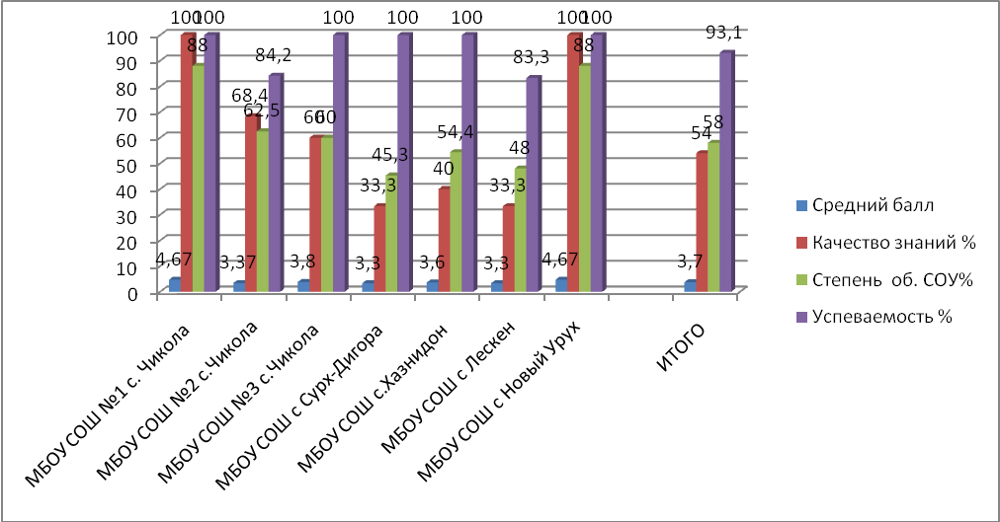 100 100 100 100 100 100 100
100 88 88 93,1
90 84,2 83,3
80
70 68,4
62,5 60 60
60 54,4 54 58
50 45,3 48
40 33,3 40 33,3
30
20
10 4,67 3,37 3,8 3,3 3,6 3,3 4,67 3,7
0
МБОУ СОШ №1 с. Чикола
МБОУ СОШ №2 с.Чикола
МБОУ СОШ №3 с. Чикола
МБОУ СОШ с Сурх-Дигора
МБОУ СОШ с.Хазнидон
МБОУ СОШ с Лескен
МБОУ СОШ с Новый Урух
ИТОГО
Средний балл
Качество знаний %
Степень об. СОУ%
Успеваемость %